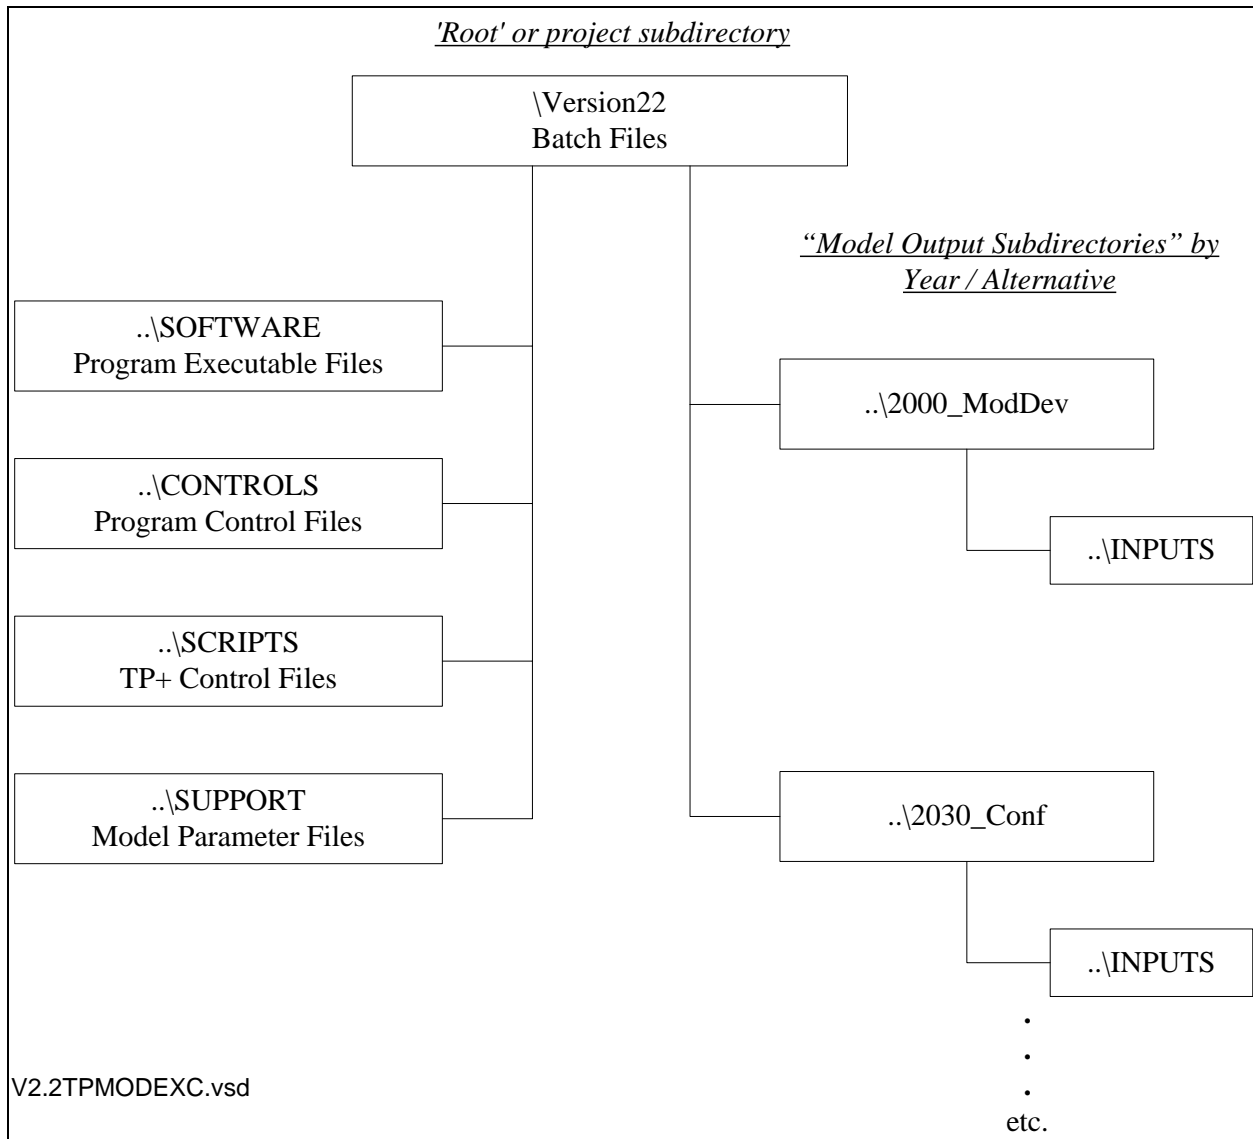 'Root' or project subdirectory
\Version22
Batch Files
“Model Output Subdirectories” by
Year / Alternative
..\SOFTWARE
Program Executable Files
..\2000_ModDev
..\CONTROLS
Program Control Files
..\INPUTS
..\SCRIPTS
TP+ Control Files
..\SUPPORT
Model Parameter Files
..\2030_Conf
..\INPUTS
.
.
.
etc.
V2.2TPMODEXC.vsd